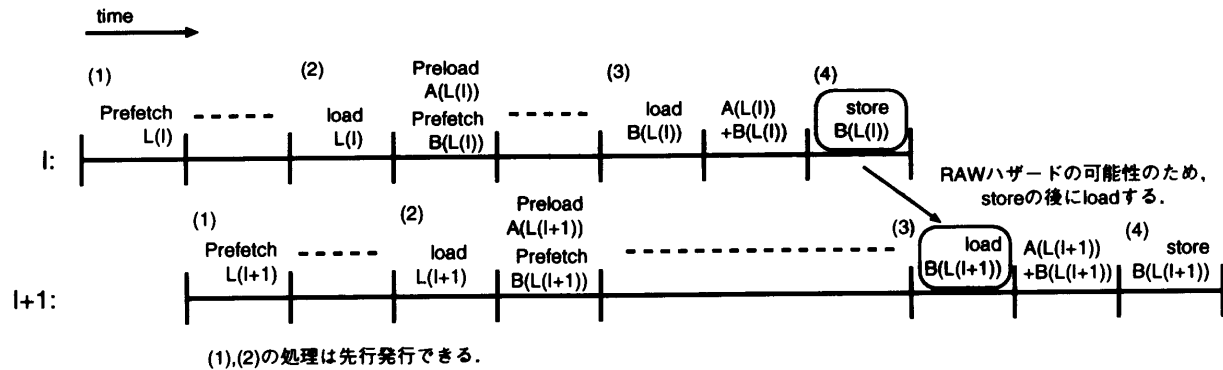 time
(1)
Prefetch
L(I)
(2)
load
L(I)
Preload
A(L(I))
Prefetch
B(L(I))
(3)
load
B(L(I))
A(L(I))
+B(L(I))
(4)
store
B(L(I))
I:
RAWハザードの可能性のため,
storeの後にloadする.
(1)
Prefetch
L(I+1)
(2)
load
L(I+1)
Preload
A(L(I+1))
Prefetch
B(L(I+1))
(3)
load
B(L(I+1))
A(L(I+1))
+B(L(I+1))
(4)
store
B(L(I+1))
I+1:
(1),(2)の処理は先行発行できる.